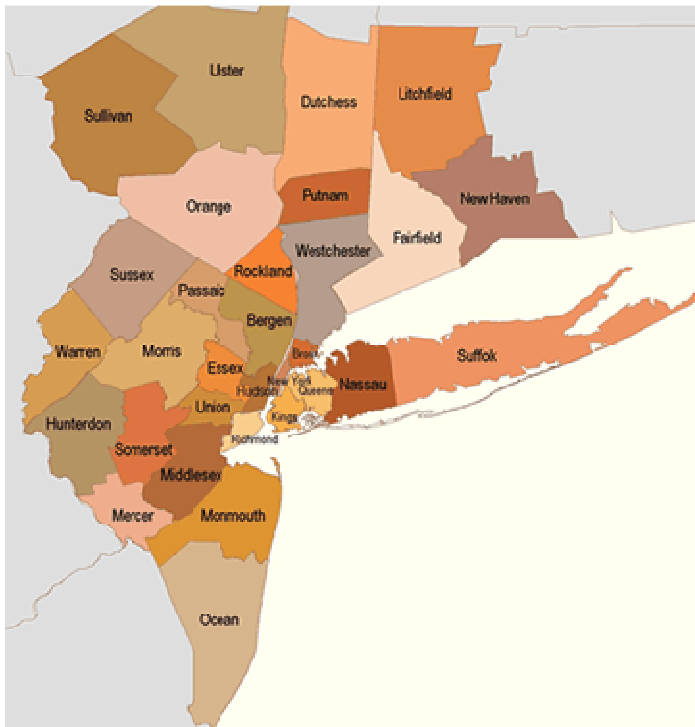 Ulster
Dutchess
Litchfield
Sullivan
Putnam
New Haven
Orange
Fairfield
Westchester
Rockland
Sussex
Passaic
Bergen
Warren
Morris
Bronx
Suffok
Essex
New York
Nassau
Hudson
Queens
Union
Kings
Hunterdon
Richmond
Somerset
Middlesex
Mercer
Monmouth
Ocean